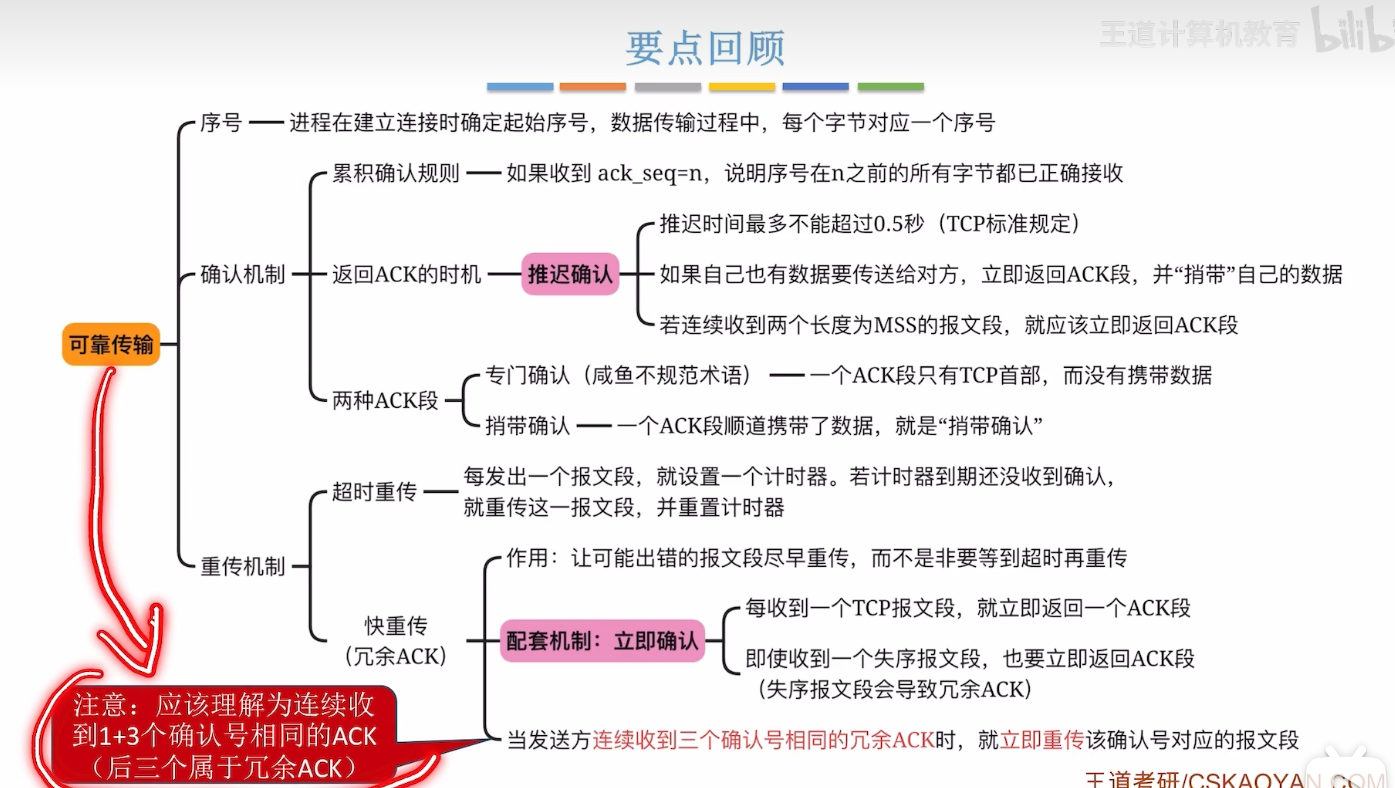 王道计算机教育 bilibi
要点回顾
序号
进程在建立连接时确定起始序号，数据传输过程中，每个字节对应一个序号
累积确认规则
如果收到 ack_seq=n，说明序号在n之前的所有字节都已正确接收
推迟时间最多不能超过0.5秒（TCP标准规定）
确认机制
返回ACK的时机
推迟确认
如果自己也有数据要传送给对方，立即返回ACK段，并“捎带”自己的数据
若连续收到两个长度为MSS的报文段，就应该立即返回ACK段
可靠传输
专门确认（咸鱼不规范术语）
一个ACK段只有TCP首部，而没有携带数据
两种ACK段
捎带确认
一个ACK段顺道携带了数据，就是“捎带确认”
超时重传
每发出一个报文段，就设置一个计时器。若计时器到期还没收到确认，
就重传这一报文段，并重置计时器
重传机制
作用：让可能出错的报文段尽早重传，而不是非要等到超时再重传
快重传
（冗余ACK）
配套机制：立即确认
每收到一个TCP报文段，就立即返回一个ACK段
即使收到一个失序报文段，也要立即返回ACK段
（失序报文段会导致冗余ACK）
注意：应该理解为连续收
到1+3个确认号相同的ACK
（后三个属于冗余ACK）
当发送方连续收到三个确认号相同的冗余ACK时，就立即重传该确认号对应的报文段
王道考研/CSKAOYAN.COM